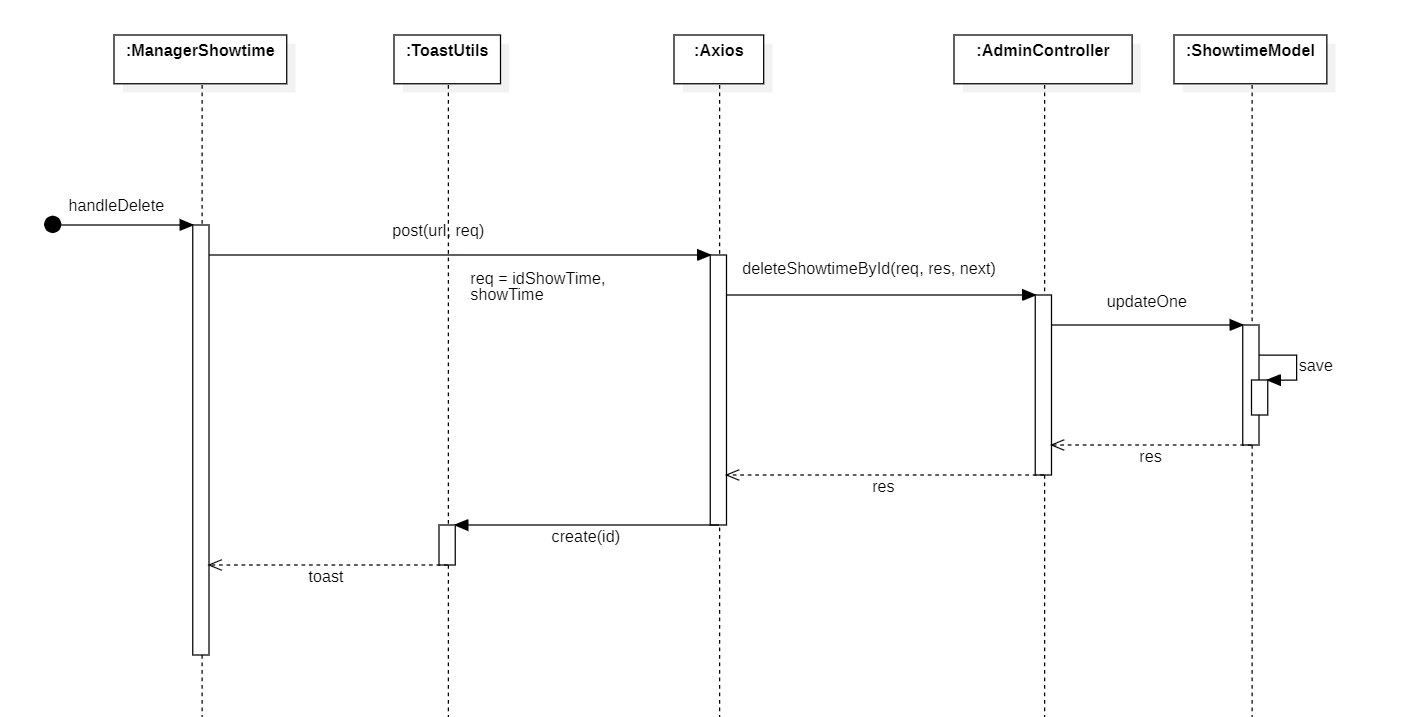 :ManagerShowtime
:ToastUtils
:Axios
:AdminController
:ShowtimeModel
handleDelete
post(url, req)
req = idShowTime,
showTime
deleteShowtimeById(req, res, next)
updateOne
save
res
res
create(id)
toast